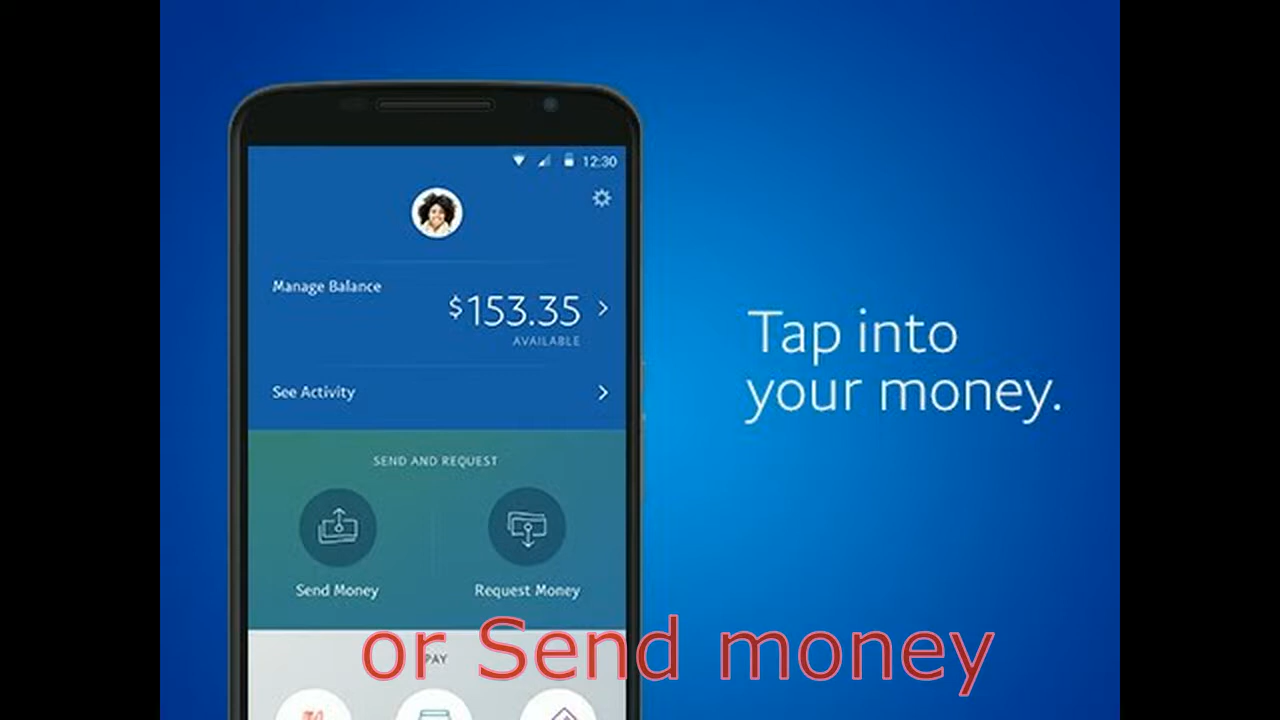 12:30
Manage Balance
$153.35
AVAILABLE
See Activity
SEND AND REQUEST
Send Money
Request Money
PAY
Tap into
your money.
or Send money